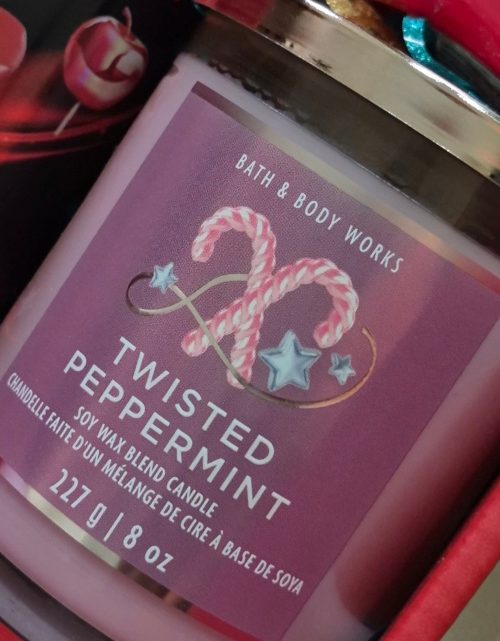 BATH & BODY WORKS
TWISTED
PEPPERMINT
SOY WAX BLEND CANDLE
CHANDELLE FAITE D'UN MÉLANGE DE CIRE À BASE DE SOYA
227 g | 8 oz